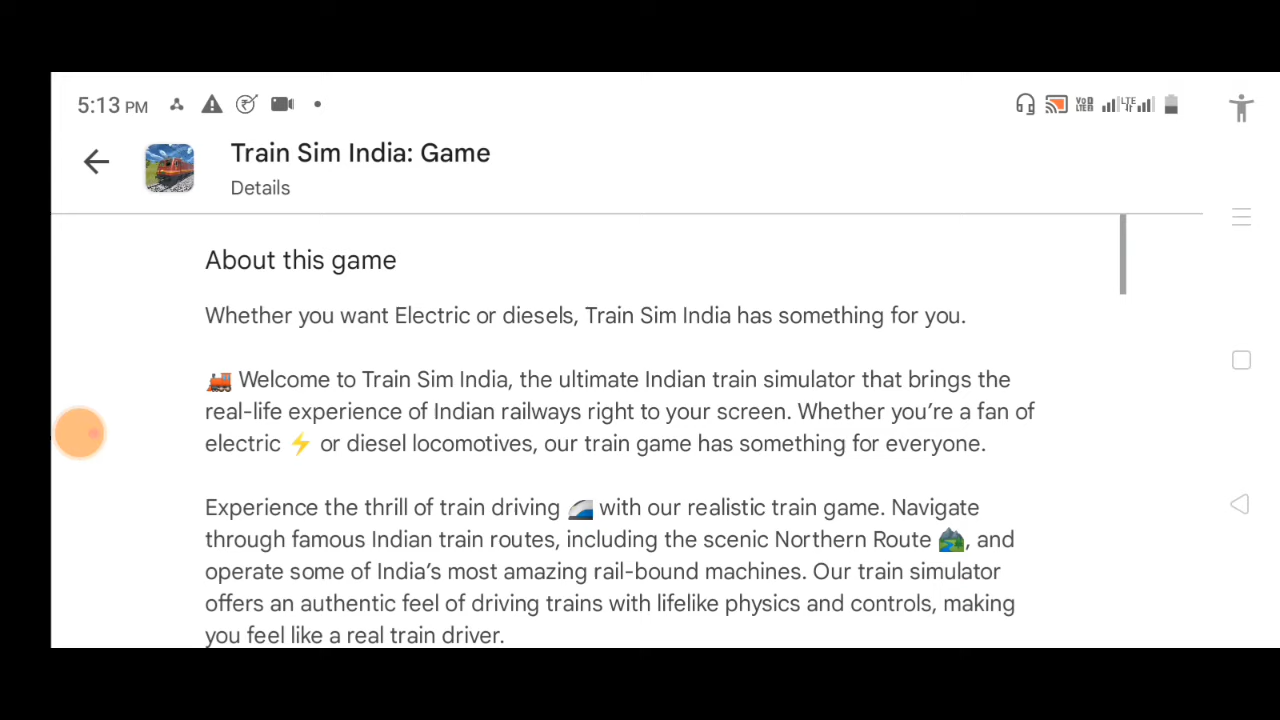 5:13 PM
VoD LTE1 LTE
Train Sim India: Game
Details
About this game
Whether you want Electric or diesels, Train Sim India has something for you.
🚂 Welcome to Train Sim India, the ultimate Indian train simulator that brings the
real-life experience of Indian railways right to your screen. Whether you’re a fan of
electric ⚡ or diesel locomotives, our train game has something for everyone.
Experience the thrill of train driving 🚄 with our realistic train game. Navigate
through famous Indian train routes, including the scenic Northern Route 🏞️, and
operate some of India’s most amazing rail-bound machines. Our train simulator
offers an authentic feel of driving trains with lifelike physics and controls, making
you feel like a real train driver.